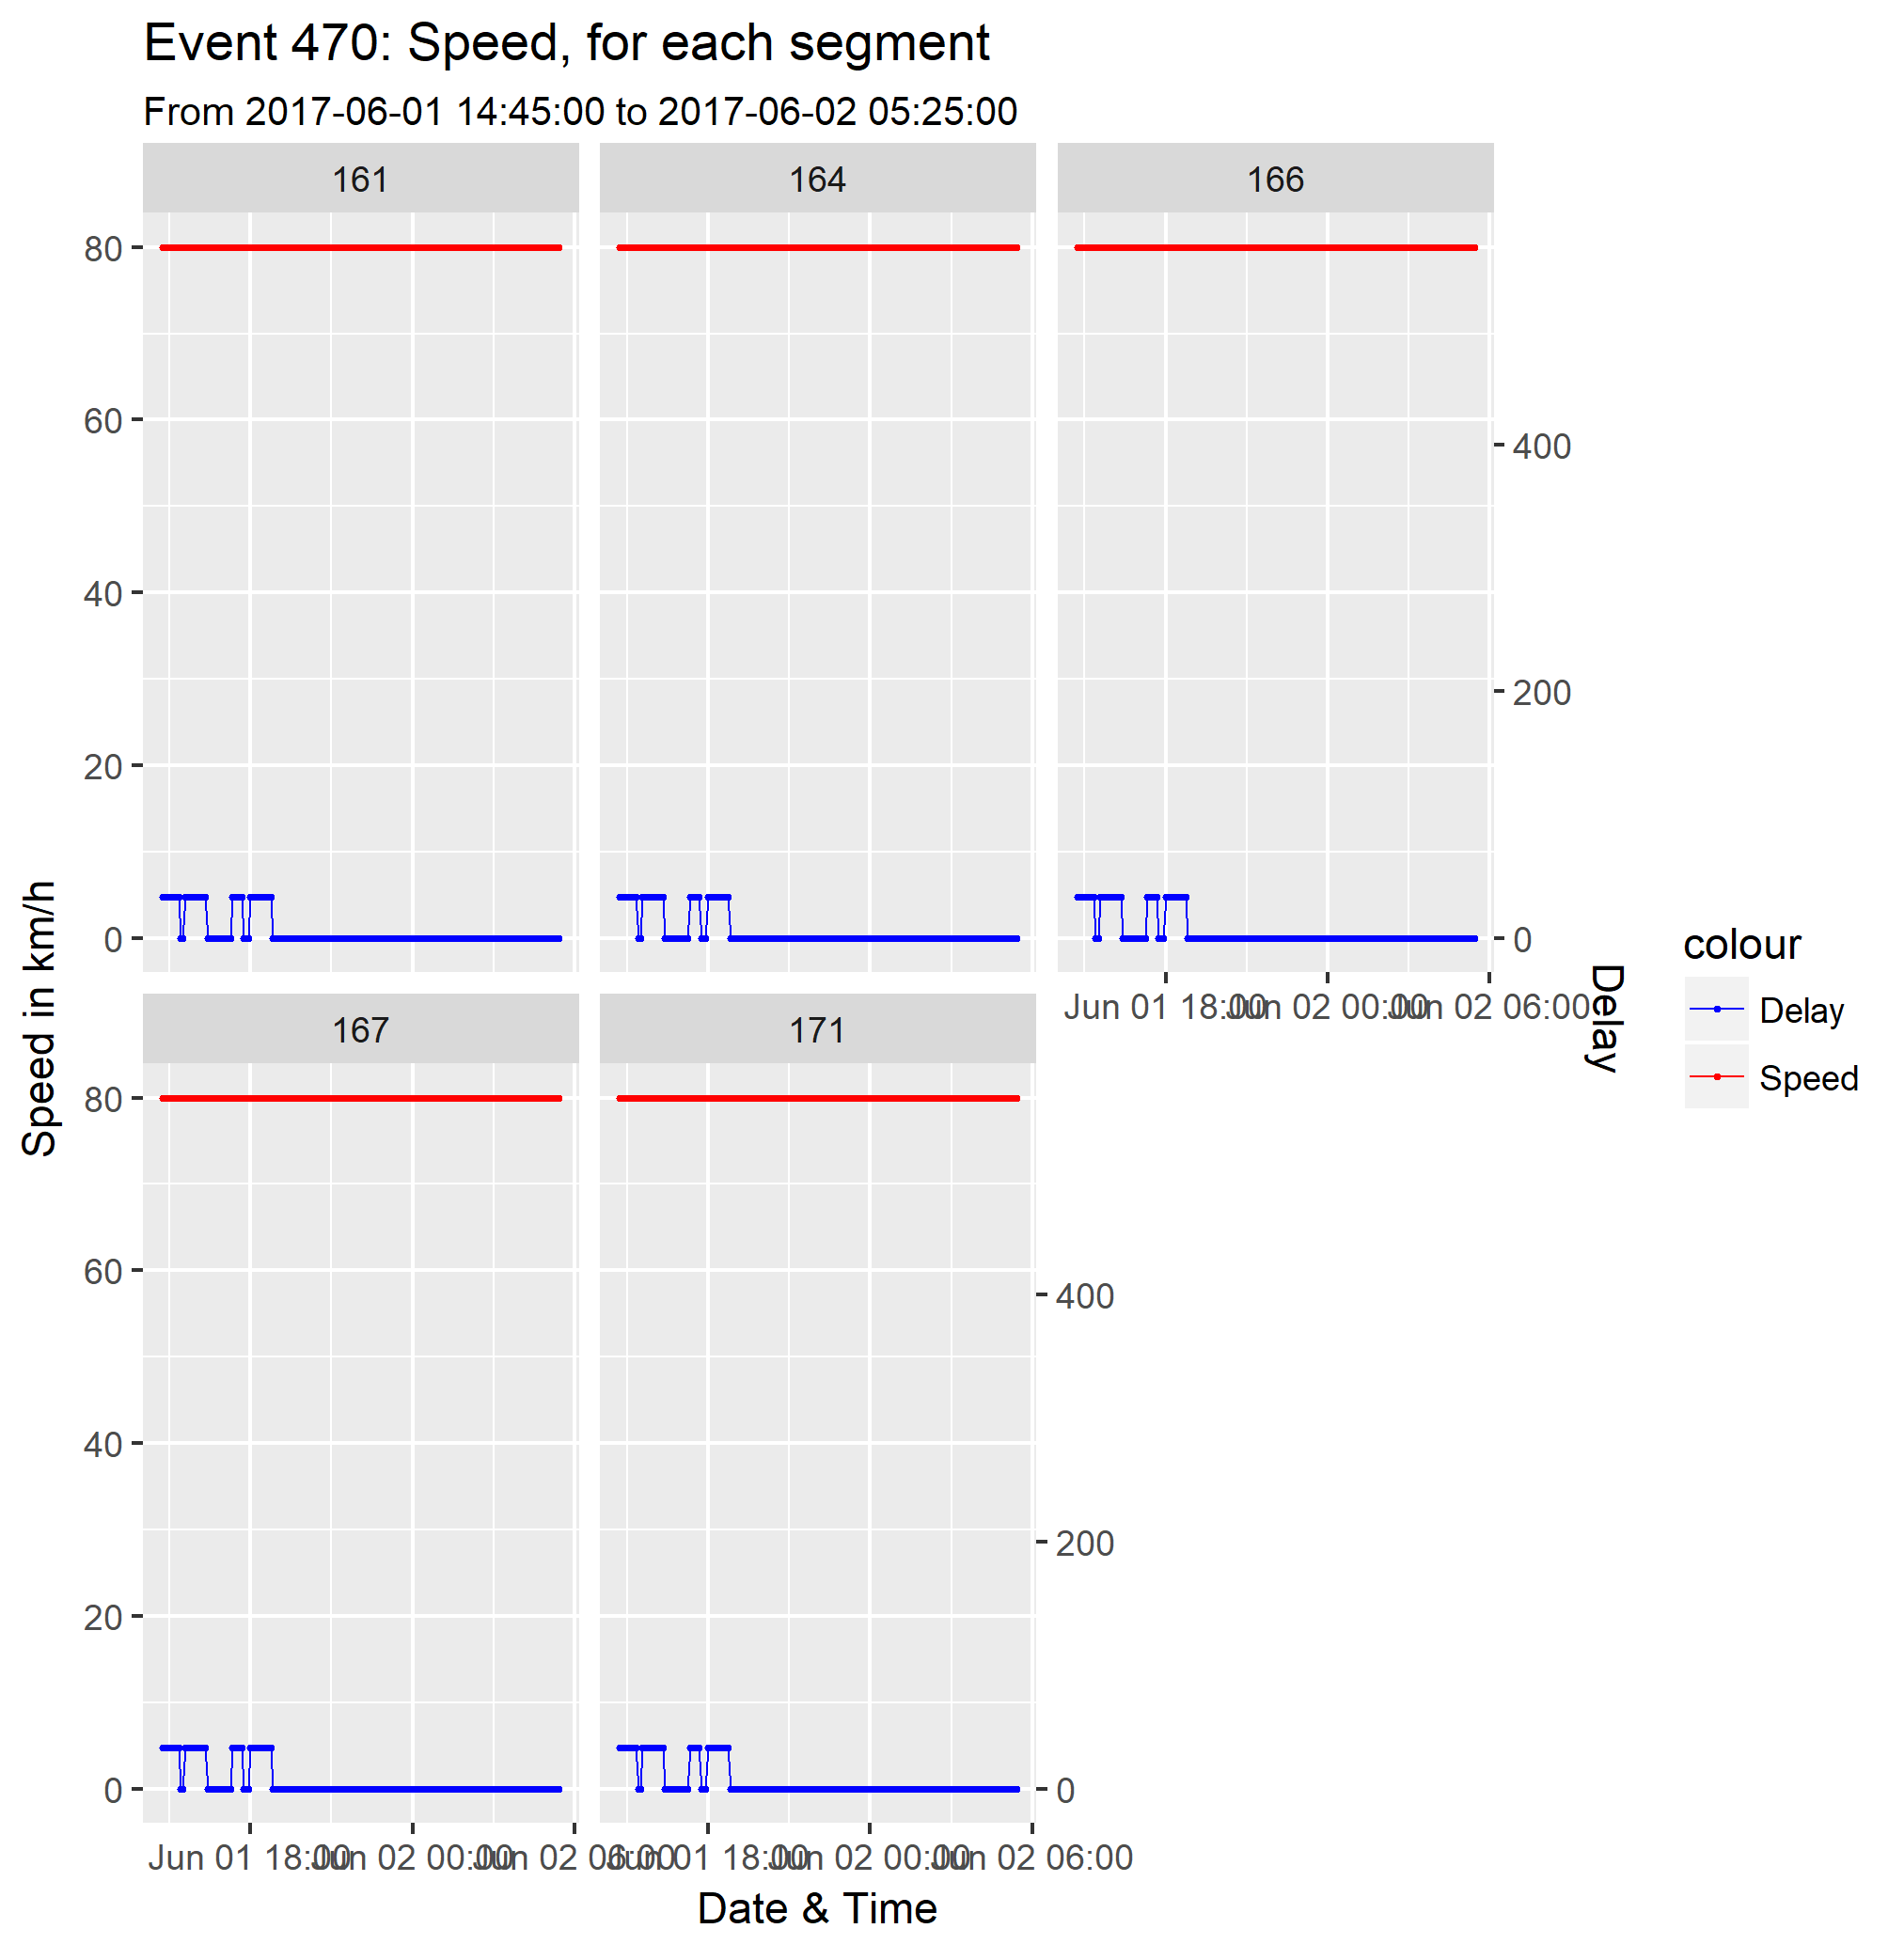 Event 470: Speed, for each segment
From 2017-06-01 14:45:00 to 2017-06-02 05:25:00
161
164
166
80
60
40
20
0
400
200
0
Jun 01 18:00
Jun 02 00:00
Jun 02 06:00
167
171
80
60
40
20
0
400
200
0
Jun 01 18:00
Jun 02 00:00
Jun 02 06:00
Jun 01 18:00
Jun 02 00:00
Jun 02 06:00
Date & Time
Speed in km/h
Delay
colour
Delay
Speed